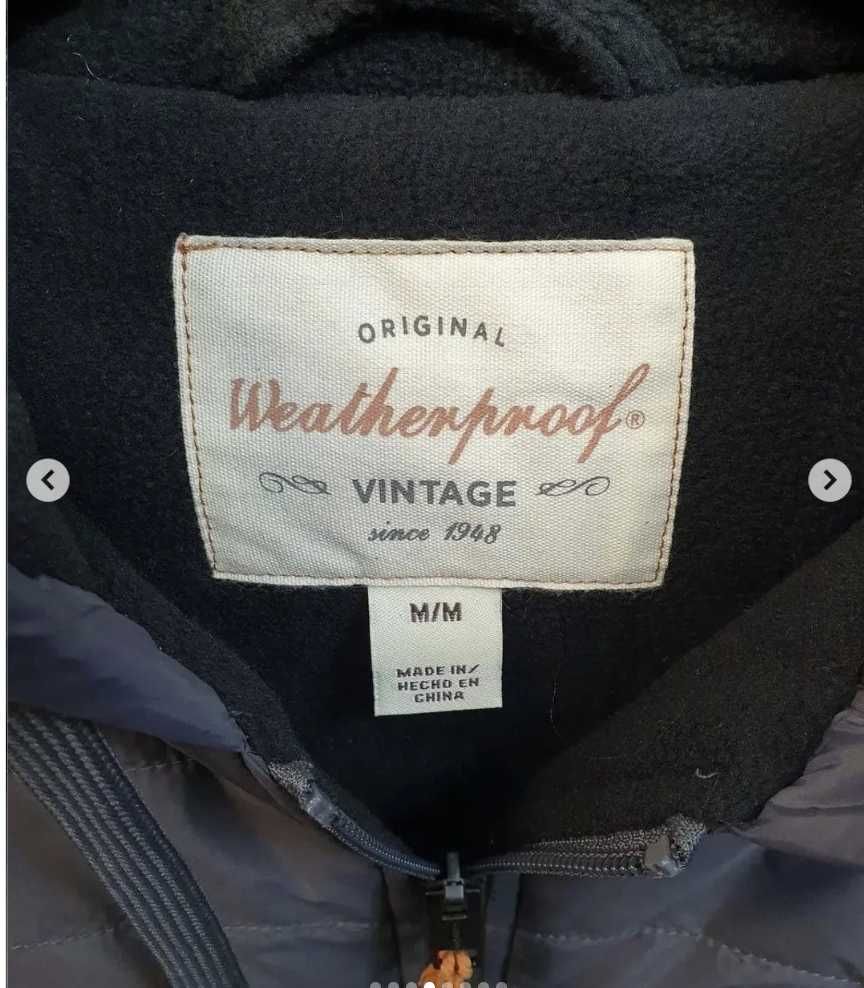 ORIGINAL
Weatherproof®
VINTAGE
since 1948
M/M
MADE IN/
HECHO EN
CHINA